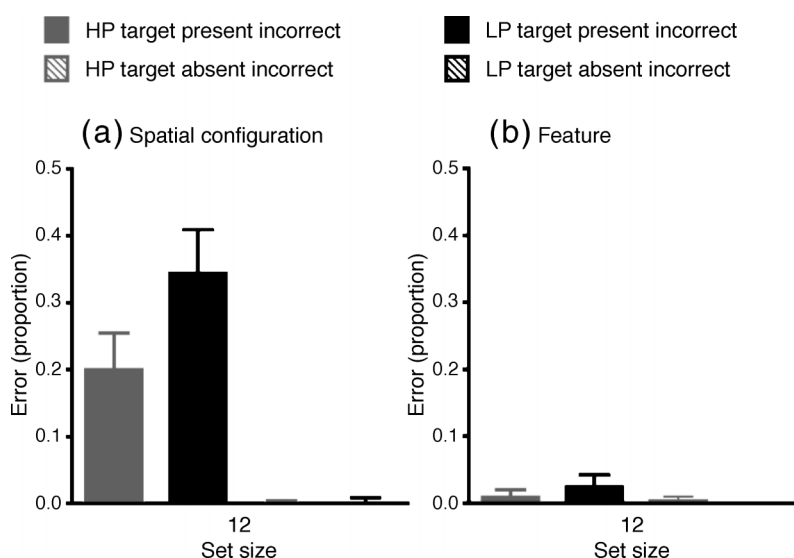 HP target present incorrect
LP target present incorrect
HP target absent incorrect
LP target absent incorrect
(a) Spatial configuration
(b) Feature
Error (proportion)
0.5
0.4
0.3
0.2
0.1
0.0
12
Set size
Error (proportion)
0.5
0.4
0.3
0.2
0.1
0.0
12
Set size